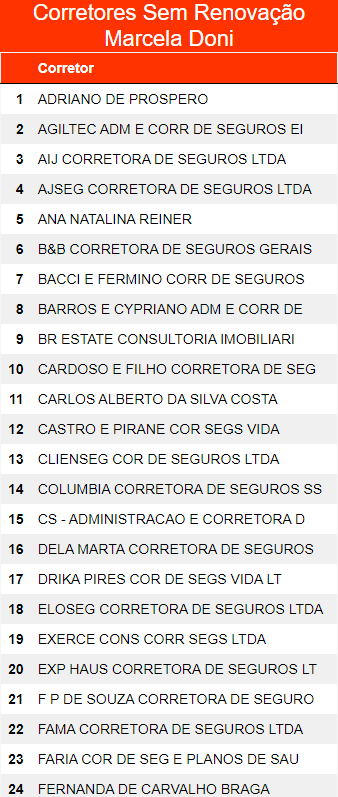 Corretores Sem Renovação
Marcela Doni
Corretor
1 ADRIANO DE PROSPERO
2 AGILTEC ADM E CORR DE SEGUROS EI
3 AIJ CORRETORA DE SEGUROS LTDA
4 AJSEG CORRETORA DE SEGUROS LTDA
5 ANA NATALINA REINER
6 B&B CORRETORA DE SEGUROS GERAIS
7 BACCI E FERMINO CORR DE SEGUROS
8 BARROS E CYPRIANO ADM E CORR DE
9 BR ESTATE CONSULTORIA IMOBILIARI
10 CARDOSO E FILHO CORRETORA DE SEG
11 CARLOS ALBERTO DA SILVA COSTA
12 CASTRO E PIRANE COR SEGS VIDA
13 CLIENSEG COR DE SEGUROS LTDA
14 COLUMBIA CORRETORA DE SEGUROS SS
15 CS - ADMINISTRACAO E CORRETORA D
16 DELA MARTA CORRETORA DE SEGUROS
17 DRIKA PIRES COR DE SEGS VIDA LT
18 ELOSEG CORRETORA DE SEGUROS LTDA
19 EXERCE CONS CORR SEGS LTDA
20 EXP HAUS CORRETORA DE SEGUROS LT
21 F P DE SOUZA CORRETORA DE SEGURO
22 FAMA CORRETORA DE SEGUROS LTDA
23 FARIA COR DE SEG E PLANOS DE SAU
24 FERNANDA DE CARVALHO BRAGA